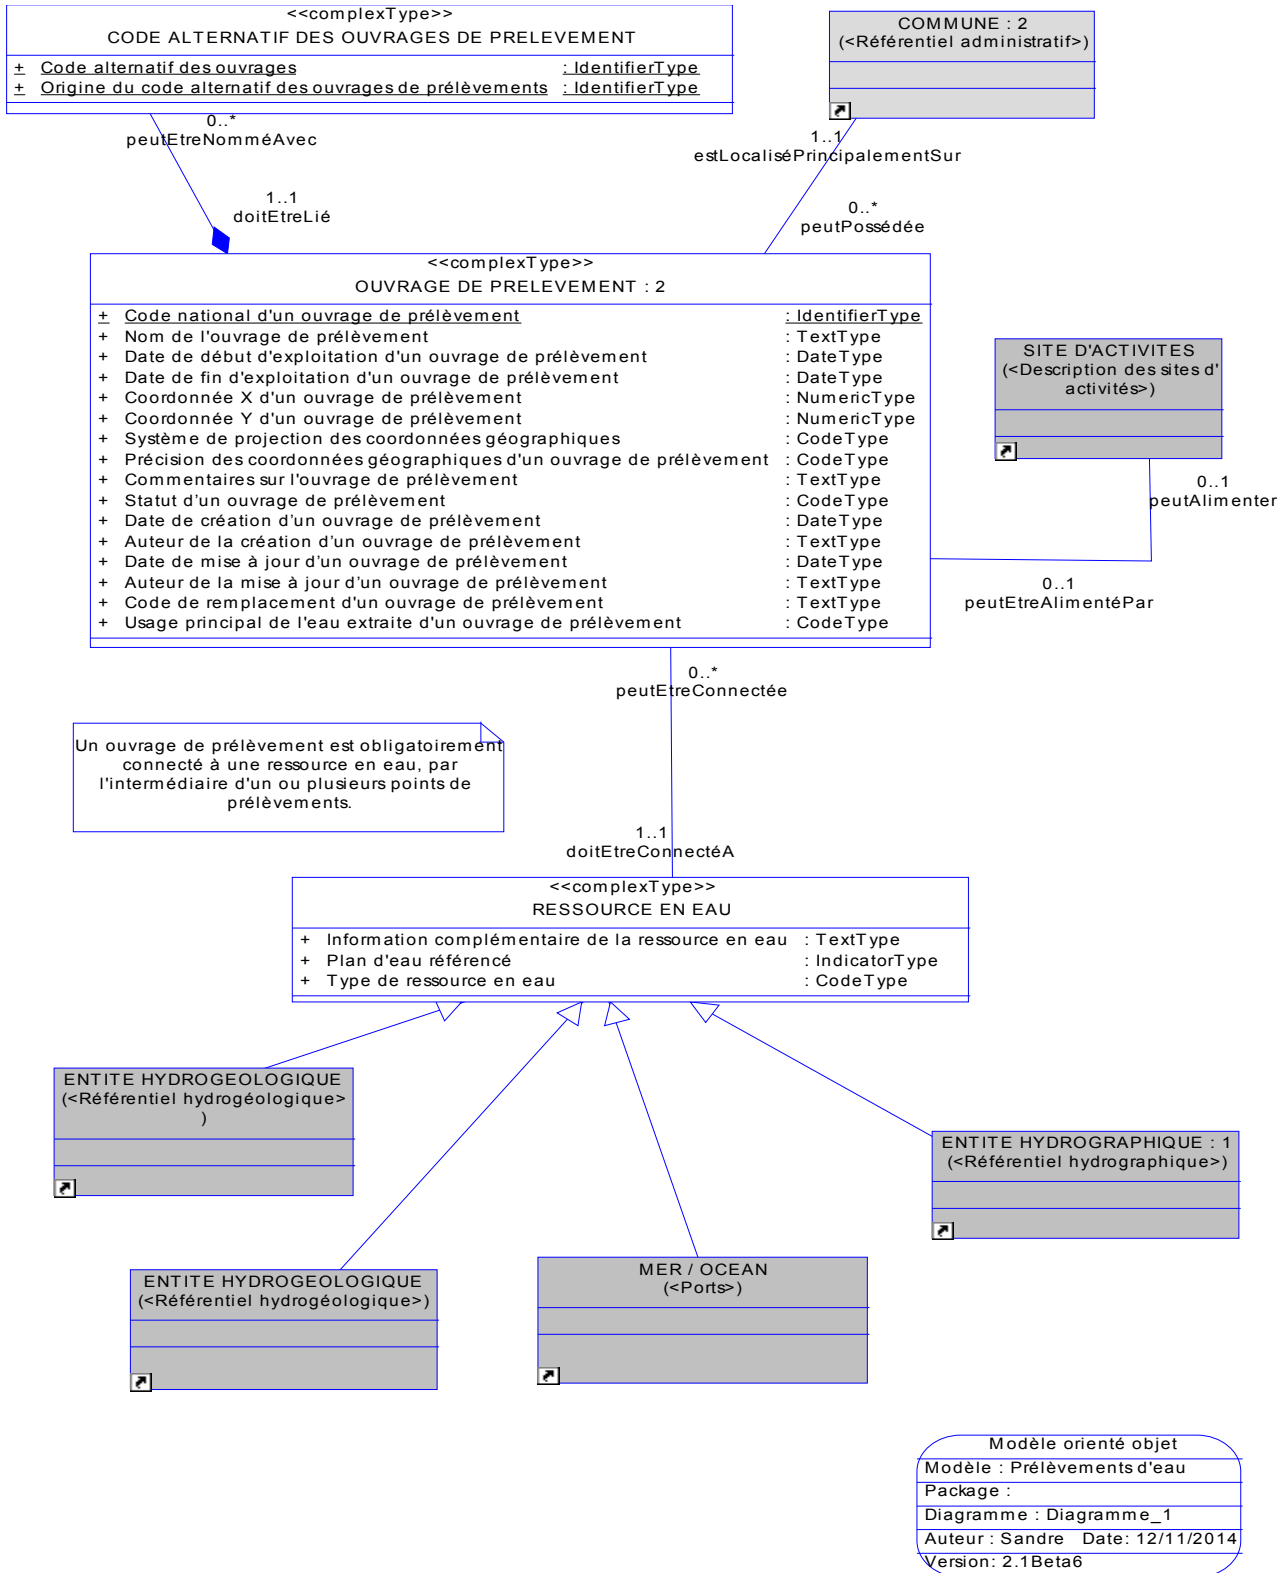 <<complexType>>
CODE ALTERNATIF DES OUVRAGES DE PRELEVEMENT
+ Code alternatif des ouvrages : IdentifierType
+ Origine du code alternatif des ouvrages de prélèvements : IdentifierType
COMMUNE : 2
(<Référentiel administratif>)
0..*
peutEtreNomméAvec
1..1
estLocaliséPrincipalementSur
1..1
doitEtreLié
0..*
peutPossédée
<<complexType>>
OUVRAGE DE PRELEVEMENT : 2
+ Code national d'un ouvrage de prélèvement : IdentifierType
+ Nom de l'ouvrage de prélèvement : TextType
+ Date de début d'exploitation d'un ouvrage de prélèvement : DateType
+ Date de fin d'exploitation d'un ouvrage de prélèvement : DateType
+ Coordonnée X d'un ouvrage de prélèvement : NumericType
+ Coordonnée Y d'un ouvrage de prélèvement : NumericType
+ Système de projection des coordonnées géographiques : CodeType
+ Précision des coordonnées géographiques d'un ouvrage de prélèvement : CodeType
+ Commentaires sur l'ouvrage de prélèvement : TextType
+ Statut d'un ouvrage de prélèvement : CodeType
+ Date de création d'un ouvrage de prélèvement : DateType
+ Auteur de la création d'un ouvrage de prélèvement : TextType
+ Date de mise à jour d'un ouvrage de prélèvement : DateType
+ Auteur de la mise à jour d'un ouvrage de prélèvement : TextType
+ Code de remplacement d'un ouvrage de prélèvement : TextType
+ Usage principal de l'eau extraite d'un ouvrage de prélèvement : CodeType
SITE D'ACTIVITES
(<Description des sites d'
activités>)
0..1
peutAlimenter
0..1
peutEtreAlimentéPar
0..*
peutEtreConnectée
Un ouvrage de prélèvement est obligatoirement
connecté à une ressource en eau, par
l'intermédiaire d'un ou plusieurs points de
prélèvements.
1..1
doitEtreConnectéA
<<complexType>>
RESSOURCE EN EAU
+ Information complémentaire de la ressource en eau : TextType
+ Plan d'eau référencé : IndicatorType
+ Type de ressource en eau : CodeType
ENTITE HYDROGEOLOGIQUE
(<Référentiel hydrogéologique>
)
ENTITE HYDROGRAPHIQUE : 1
(<Référentiel hydrographique>)
ENTITE HYDROGEOLOGIQUE
(<Référentiel hydrogéologique>)
MER / OCEAN
(<Ports>)
Modèle orienté objet
Modèle : Prélèvements d'eau
Package :
Diagramme : Diagramme_1
Auteur : Sandre Date: 12/11/2014
Version: 2.1Beta6